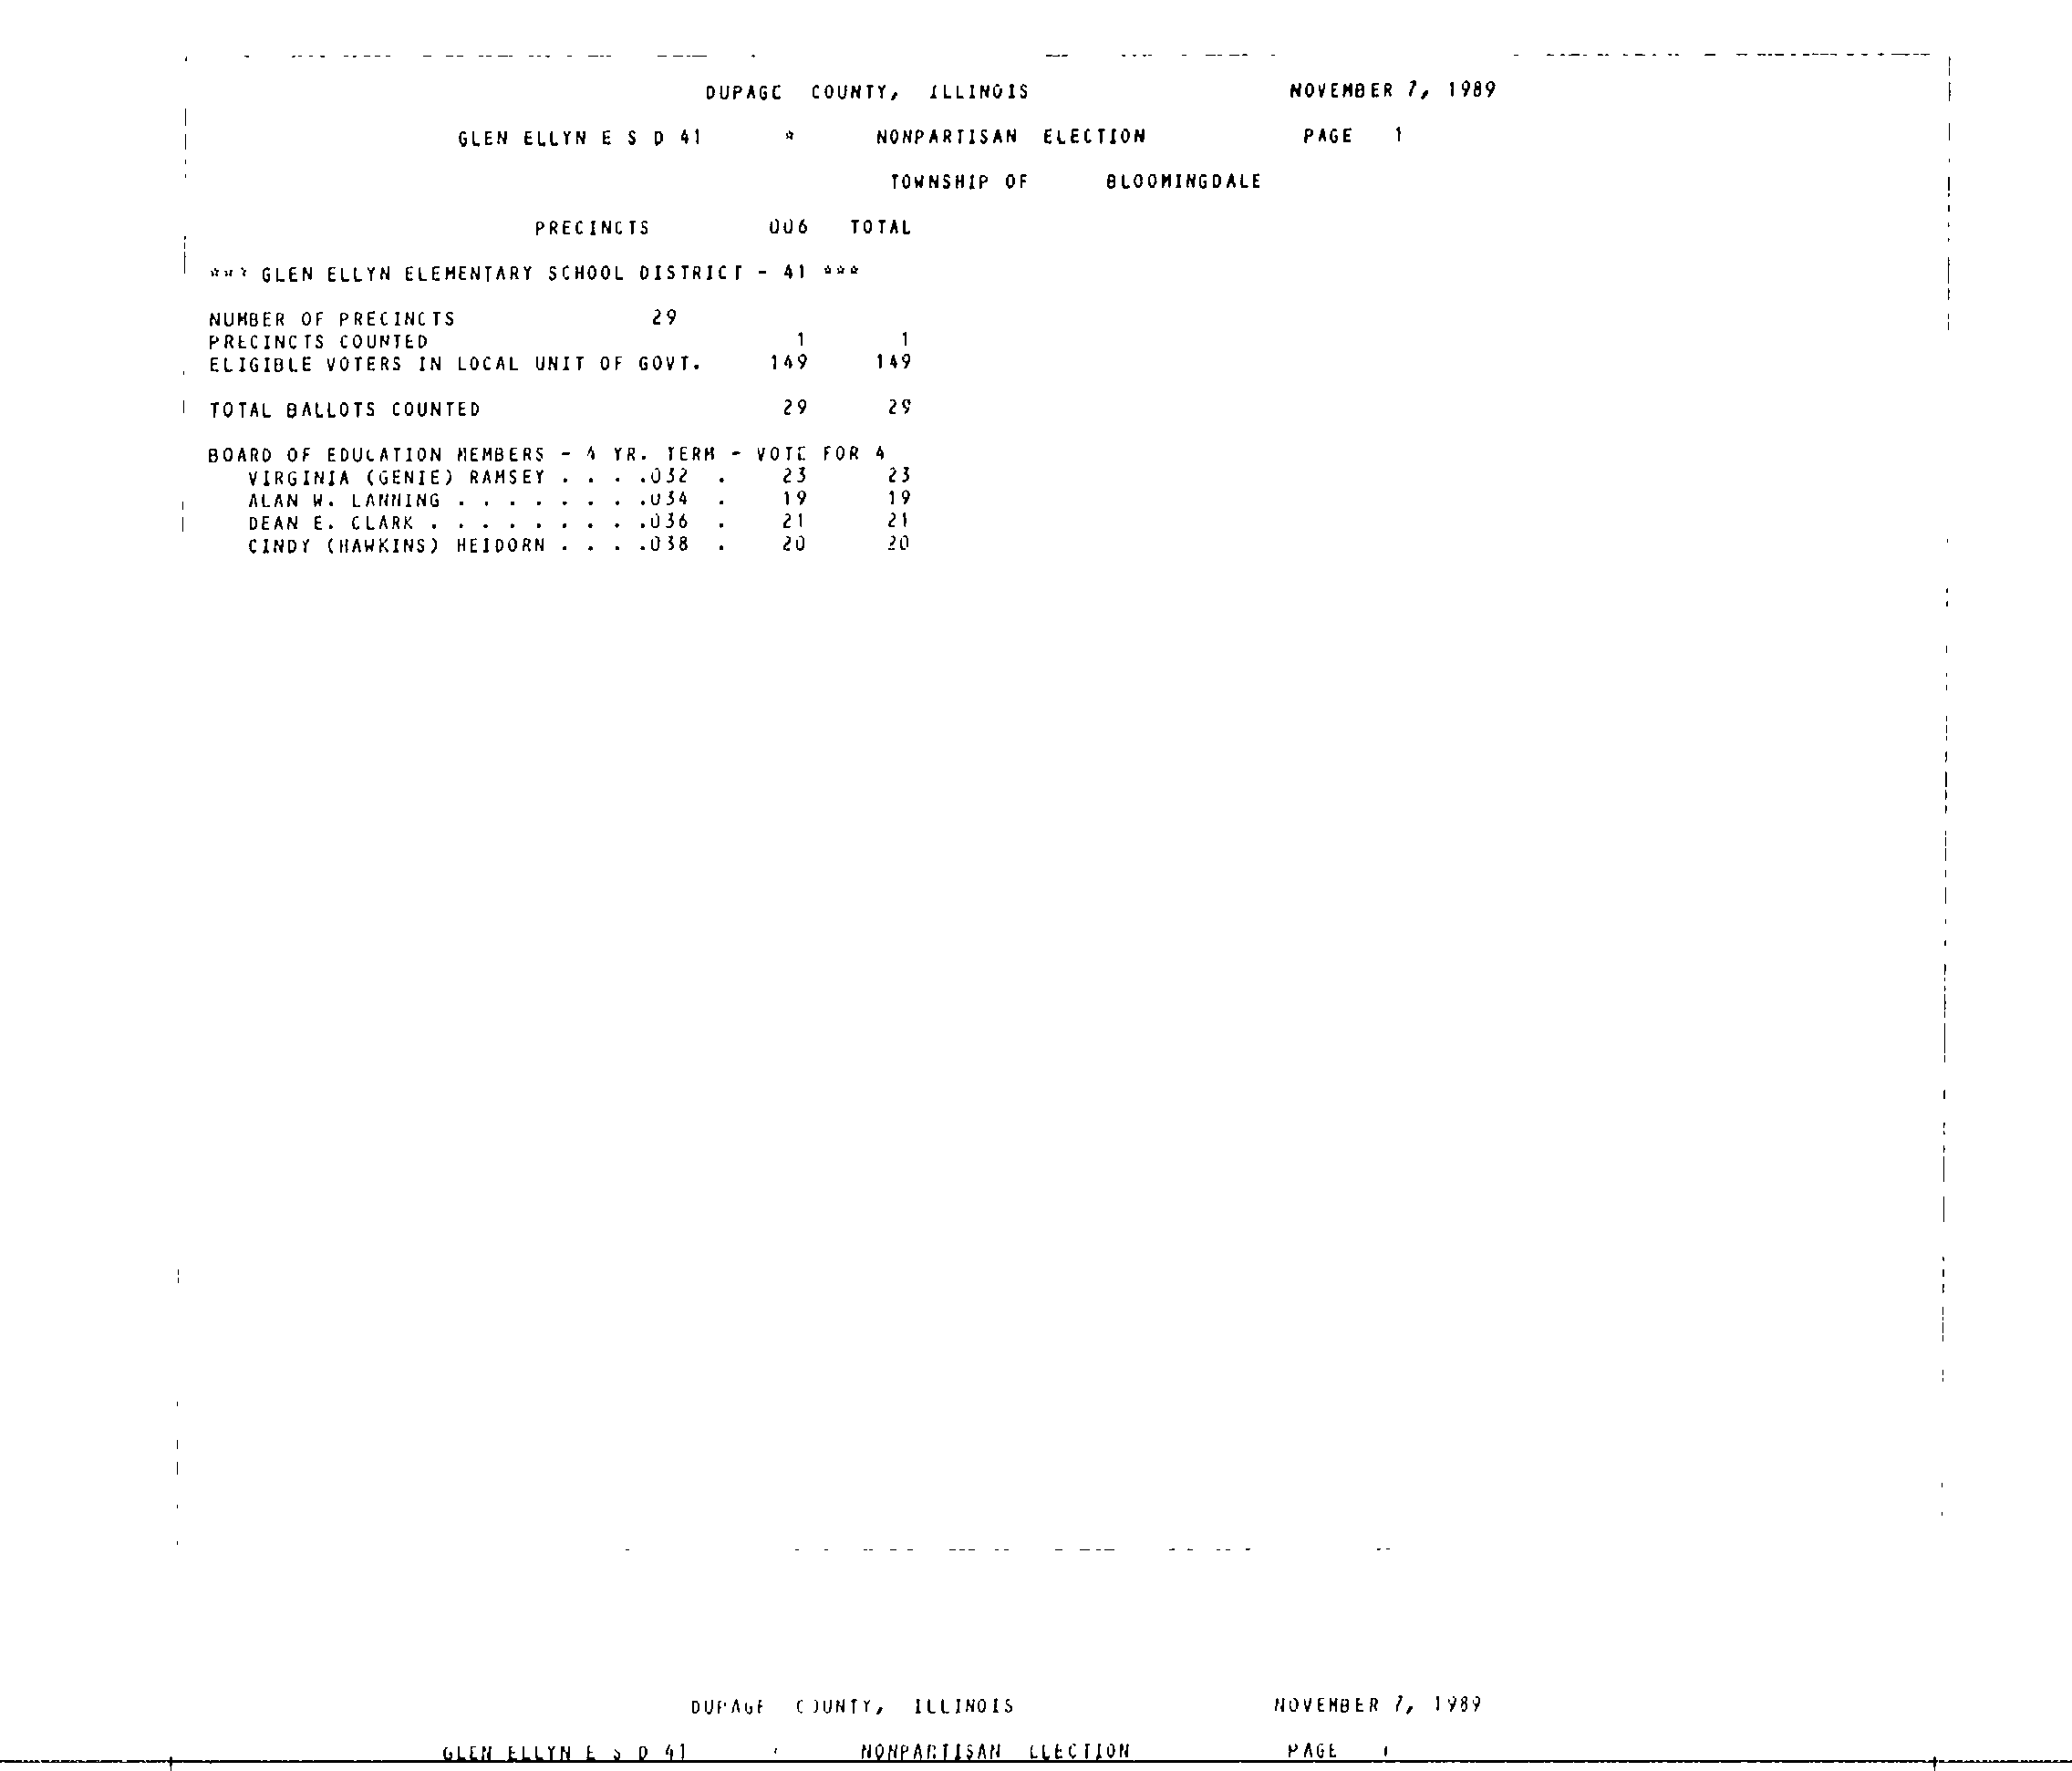 DUPAGE COUNTY, ILLINOIS NOVEMBER 7, 1989
GLEN ELLYN E S D 41 * NONPARTISAN ELECTION PAGE 1
TOWNSHIP OF BLOOMINGDALE
PRECINCTS 006 TOTAL
*** GLEN ELLYN ELEMENTARY SCHOOL DISTRICT - 41 ***
NUMBER OF PRECINCTS 29
PRECINCTS COUNTED 1 1
ELIGIBLE VOTERS IN LOCAL UNIT OF GOVT. 149 149
TOTAL BALLOTS COUNTED 29 29
BOARD OF EDUCATION MEMBERS - 4 YR. TERM - VOTE FOR 4
VIRGINIA (GENIE) RAMSEY . . . .032 . 23 23
ALAN W. LANNING . . . . . . . .034 . 19 19
DEAN E. CLARK . . . . . . . . .036 . 21 21
CINDY (HAWKINS) HEIDORN . . . .038 . 20 20
DUPAGE COUNTY, ILLINOIS NOVEMBER 7, 1989
GLEN ELLYN E S D 41 NONPARTISAN ELECTION PAGE